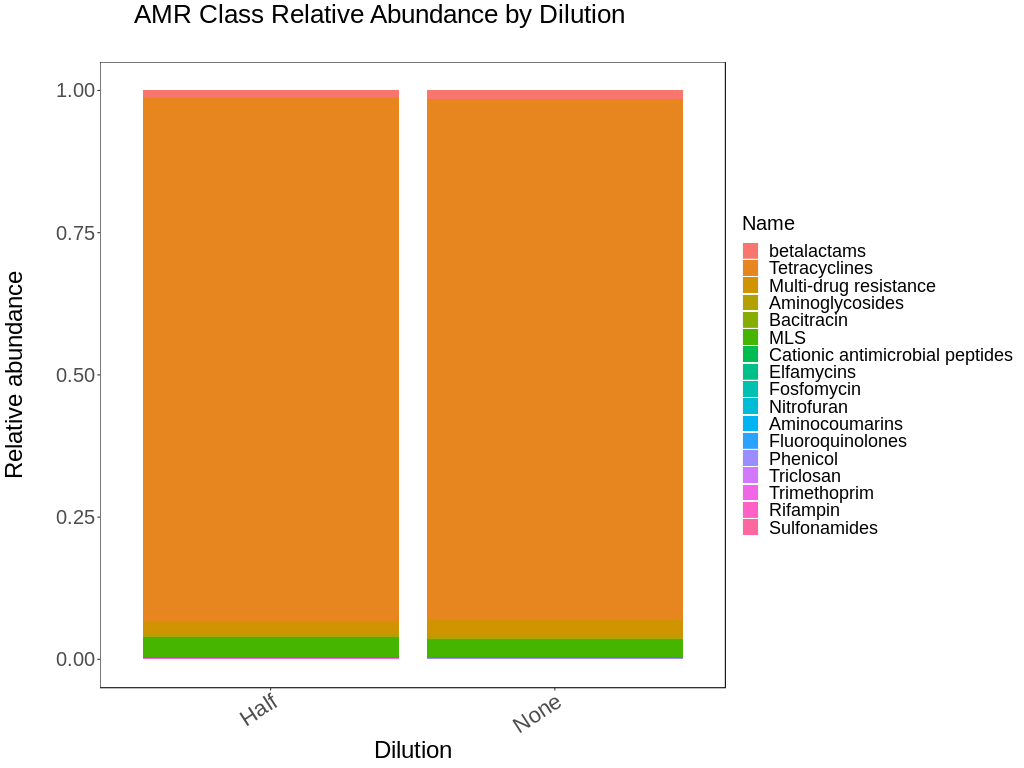 AMR Class Relative Abundance by Dilution
1.00
0.75
0.50
0.25
0.00
Relative abundance
Half
None
Dilution
Name
betalactams
Tetracyclines
Multi-drug resistance
Aminoglycosides
Bacitracin
MLS
Cationic antimicrobial peptides
Elfamycins
Fosfomycin
Nitrofuran
Aminocoumarins
Fluoroquinolones
Phenicol
Triclosan
Trimethoprim
Rifampin
Sulfonamides